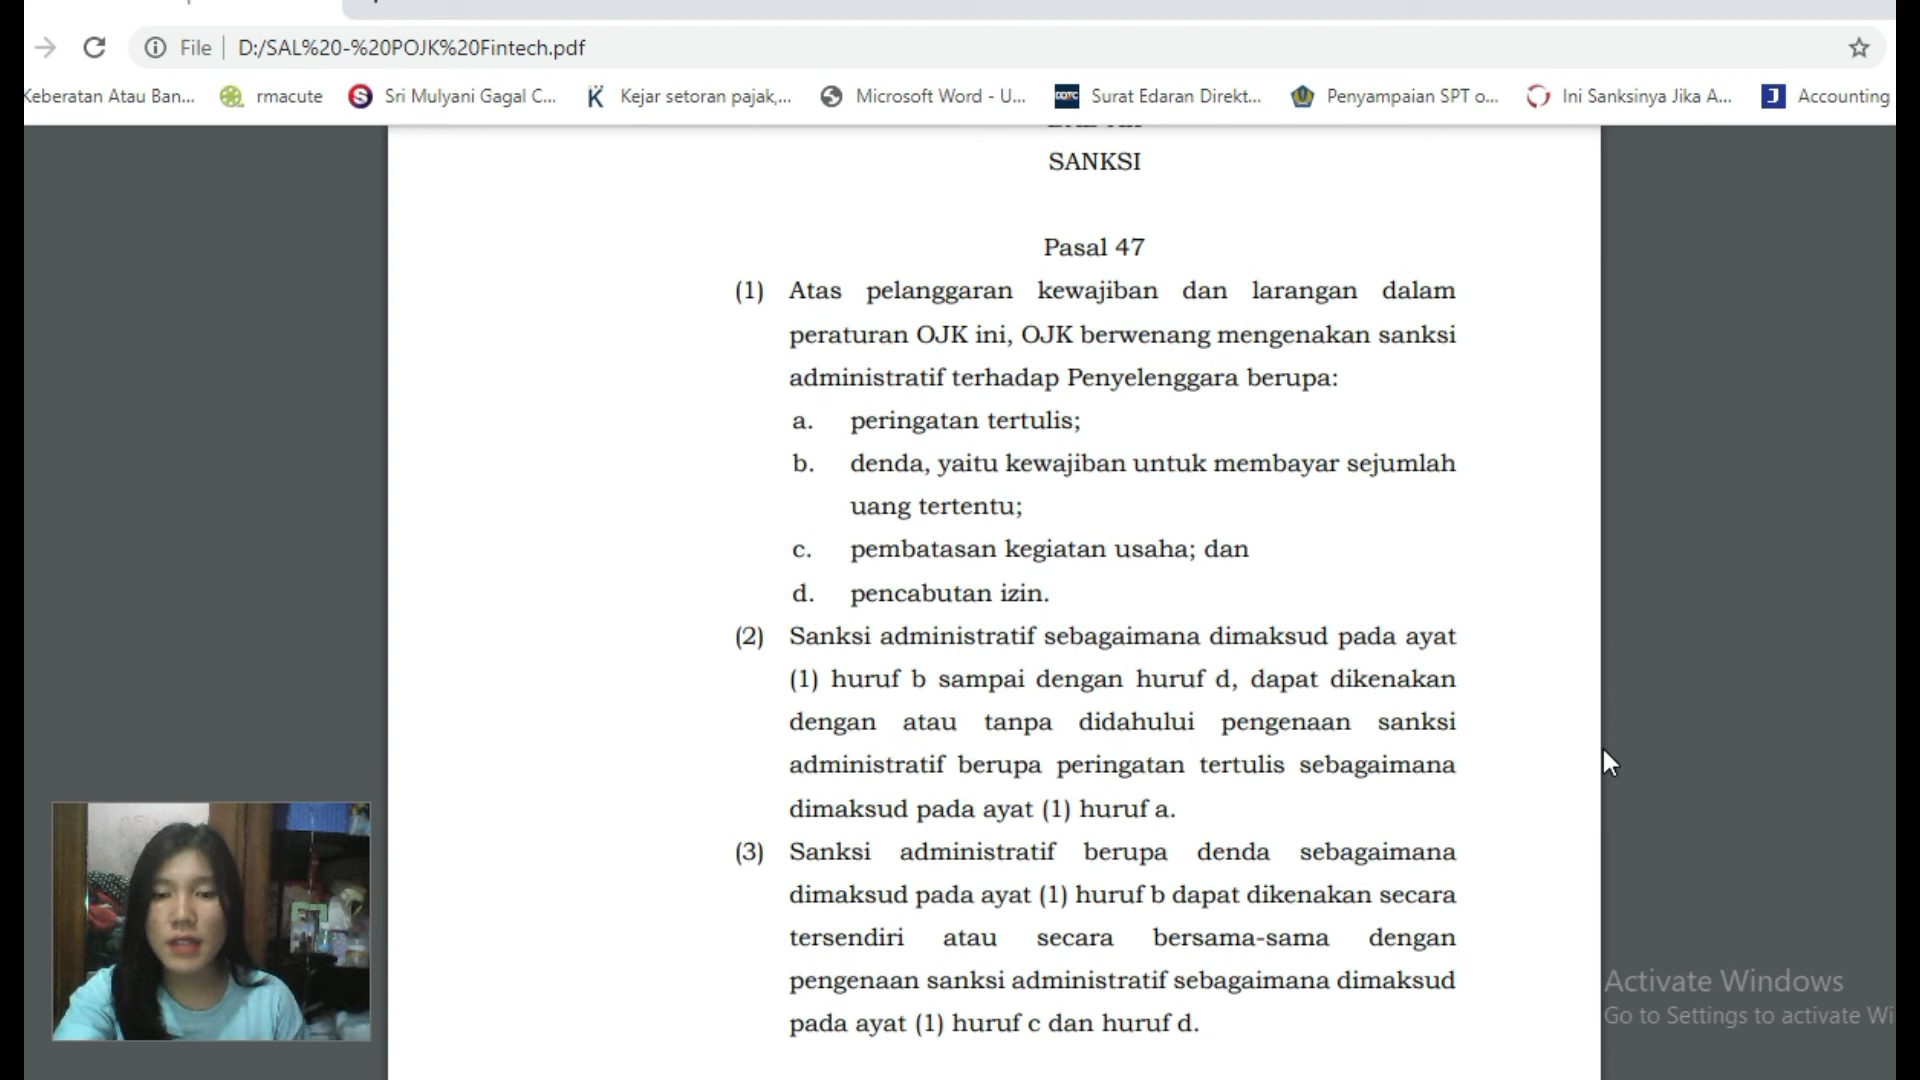 File D:/SAL%20-%20POJK%20Fintech.pdf
Keberatan Atau Ban... rmacute Sri Mulyani Gagal C... Kejar setoran pajak,... Microsoft Word - U... DDTC Surat Edaran Direkt... Penyampaian SPT o... Ini Sanksinya Jika A... J Accounting
SANKSI
Pasal 47
(1) Atas pelanggaran kewajiban dan larangan dalam
peraturan OJK ini, OJK berwenang mengenakan sanksi
administratif terhadap Penyelenggara berupa:
a. peringatan tertulis;
b. denda, yaitu kewajiban untuk membayar sejumlah
uang tertentu;
c. pembatasan kegiatan usaha; dan
d. pencabutan izin.
(2) Sanksi administratif sebagaimana dimaksud pada ayat
(1) huruf b sampai dengan huruf d, dapat dikenakan
dengan atau tanpa didahului pengenaan sanksi
administratif berupa peringatan tertulis sebagaimana
dimaksud pada ayat (1) huruf a.
(3) Sanksi administratif berupa denda sebagaimana
dimaksud pada ayat (1) huruf b dapat dikenakan secara
tersendiri atau secara bersama-sama dengan
pengenaan sanksi administratif sebagaimana dimaksud
pada ayat (1) huruf c dan huruf d.
Activate Windows
Go to Settings to activate Wi